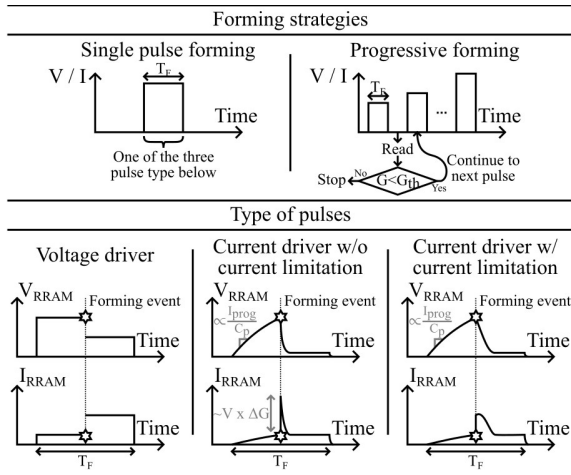 Forming strategies
Single pulse forming
V / I
T_F
Time
One of the three
pulse type below
Progressive forming
V / I
T_F
...
Time
Read
Stop
No
G<G_th
Yes
Continue to
next pulse
Type of pulses
Voltage driver
V_RRAM
Forming event
Time
I_RRAM
Time
T_F
Current driver w/o
current limitation
V_RRAM
∝ I_prog / C_p
Forming event
Time
I_RRAM
~V x ΔG
Time
T_F
Current driver w/
current limitation
V_RRAM
∝ I_prog / C_p
Forming event
Time
I_RRAM
Time
T_F